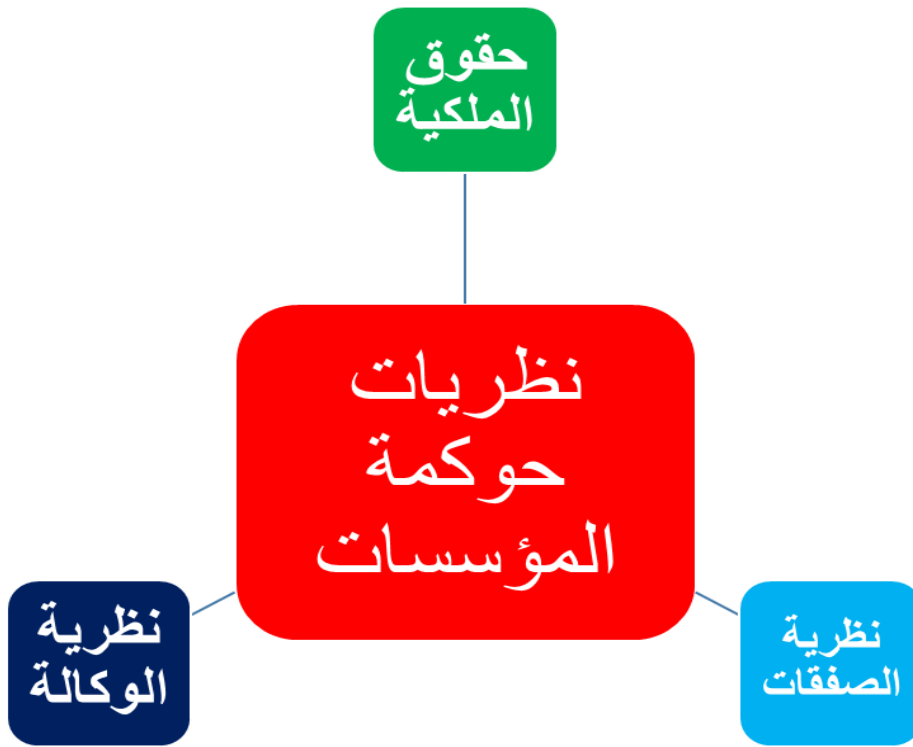 حقوق
الملكية
نظريات
حوكمة
المؤسسات
نظرية
الصفقات
نظرية
الوكالة